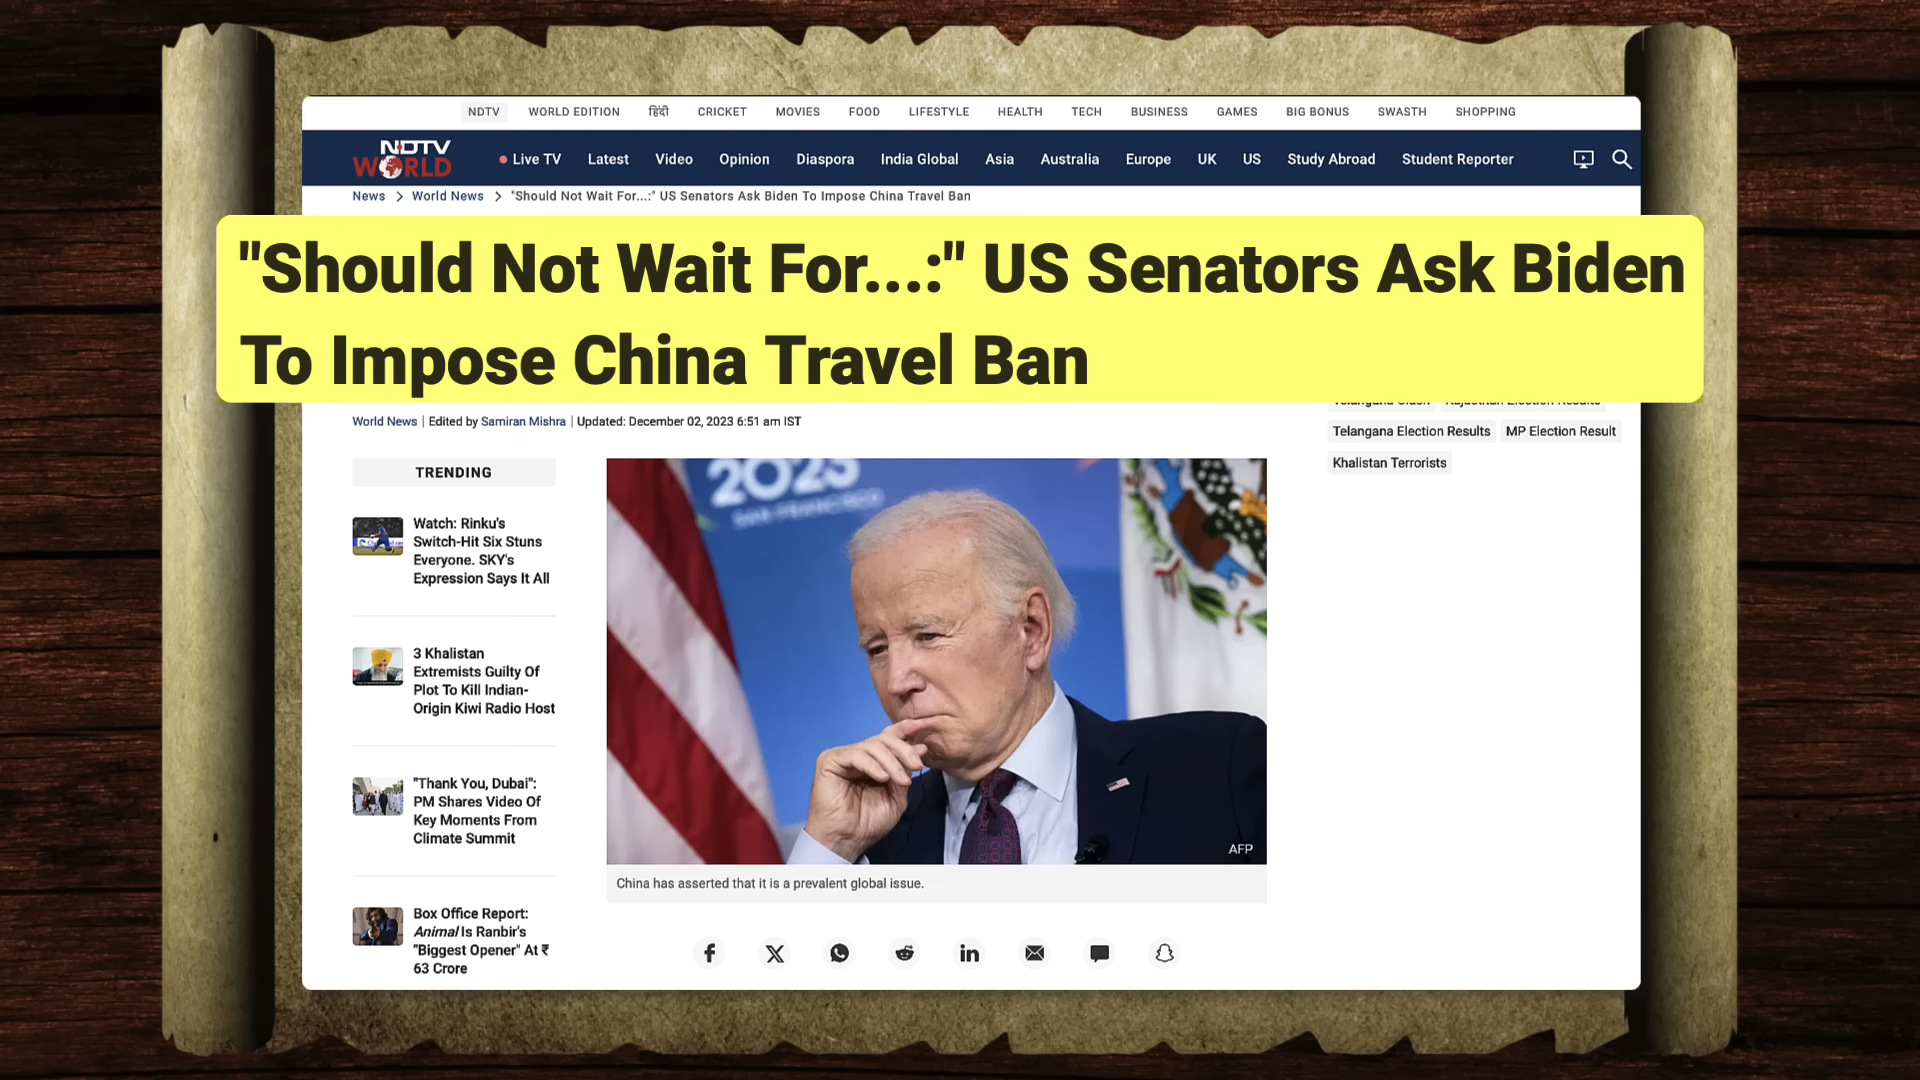 NDTV WORLD EDITION हिंदी CRICKET MOVIES FOOD LIFESTYLE HEALTH TECH BUSINESS GAMES BIG BONUS SWASTH SHOPPING
NDTV
WORLD
Live TV Latest Video Opinion Diaspora India Global Asia Australia Europe UK US Study Abroad Student Reporter
News > World News > "Should Not Wait For...:" US Senators Ask Biden To Impose China Travel Ban
"Should Not Wait For...:" US Senators Ask Biden
To Impose China Travel Ban
World News | Edited by Samiran Mishra | Updated: December 02, 2023 6:51 am IST
Telangana Election Results MP Election Result
Khalistan Terrorists
TRENDING
Watch: Rinku's
Switch-Hit Six Stuns
Everyone. SKY's
Expression Says It All
3 Khalistan
Extremists Guilty Of
Plot To Kill Indian-
Origin Kiwi Radio Host
"Thank You, Dubai":
PM Shares Video Of
Key Moments From
Climate Summit
Box Office Report:
Animal Is Ranbir's
"Biggest Opener" At ₹
63 Crore
2023
SAN FRANCISCO
AFP
China has asserted that it is a prevalent global issue.